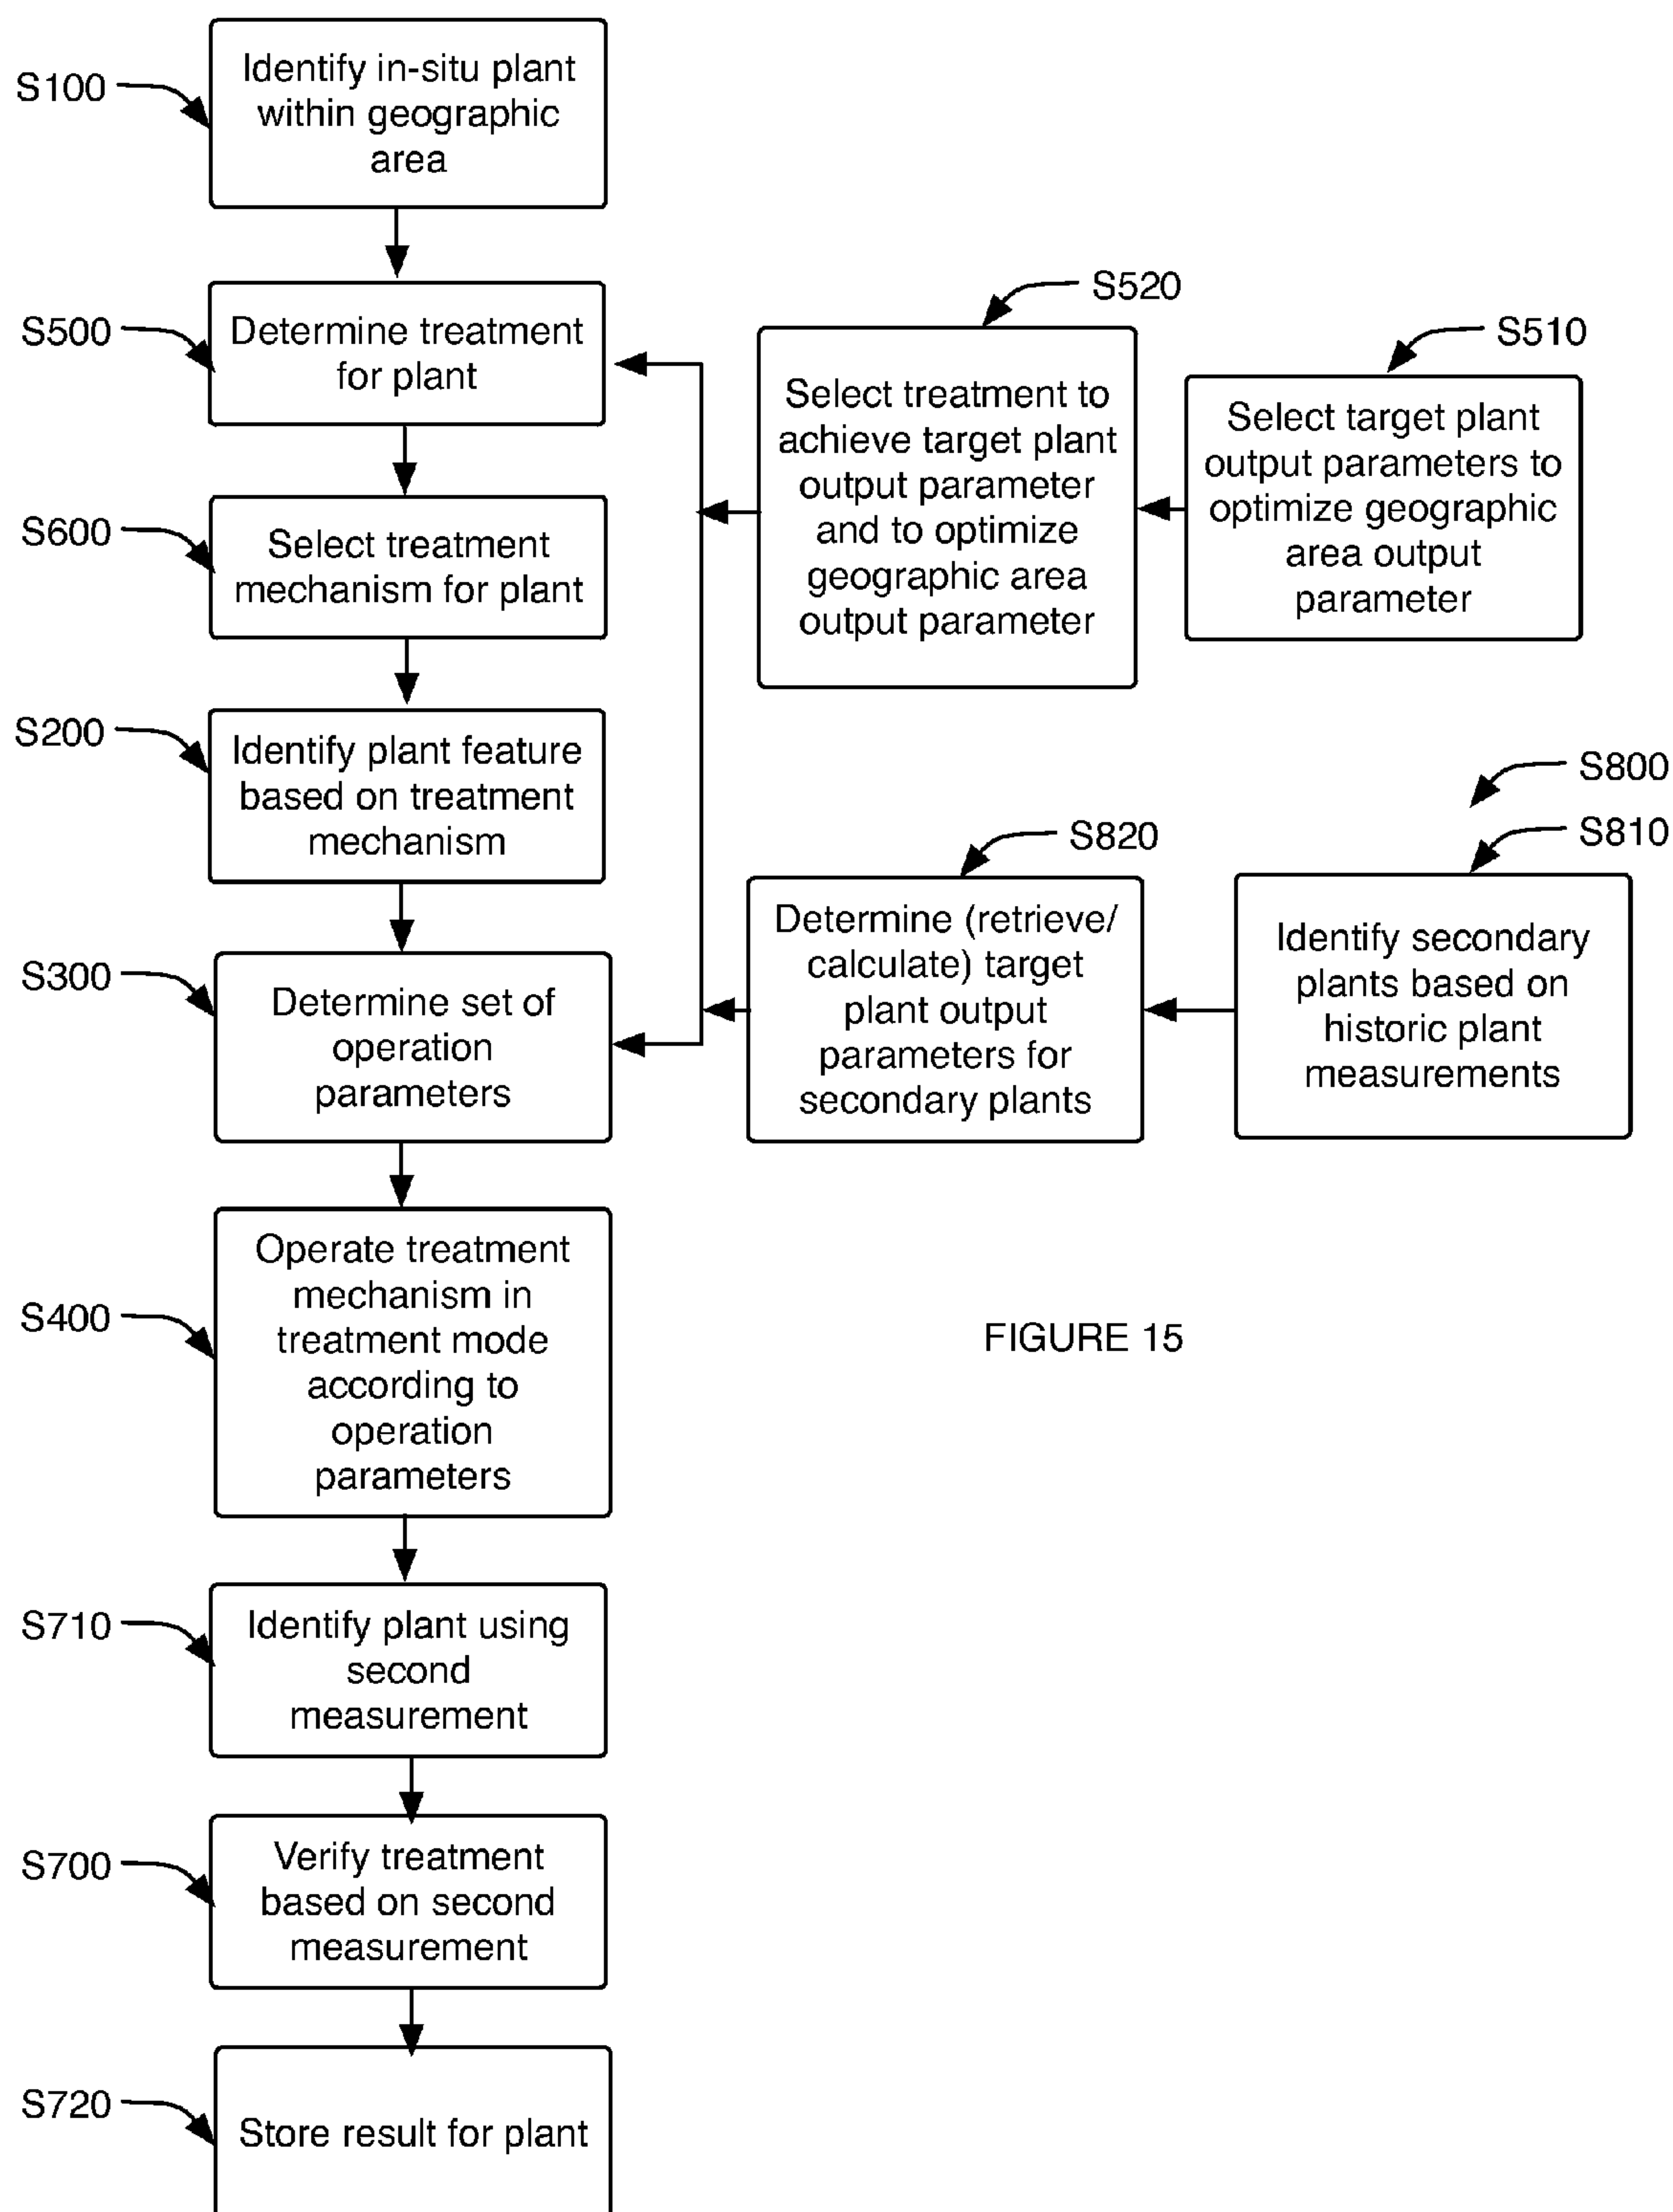 S100
Identify in-situ plant
within geographic
area
S500
Determine treatment
for plant
S520
Select treatment to
achieve target plant
output parameter
and to optimize
geographic area
output parameter
S510
Select target plant
output parameters to
optimize geographic
area output
parameter
S600
Select treatment
mechanism for plant
S200
Identify plant feature
based on treatment
mechanism
S800
S810
Identify secondary
plants based on
historic plant
measurements
S820
Determine (retrieve/
calculate) target
plant output
parameters for
secondary plants
S300
Determine set of
operation
parameters
S400
Operate treatment
mechanism in
treatment mode
according to
operation
parameters
FIGURE 15
S710
Identify plant using
second
measurement
S700
Verify treatment
based on second
measurement
S720
Store result for plant